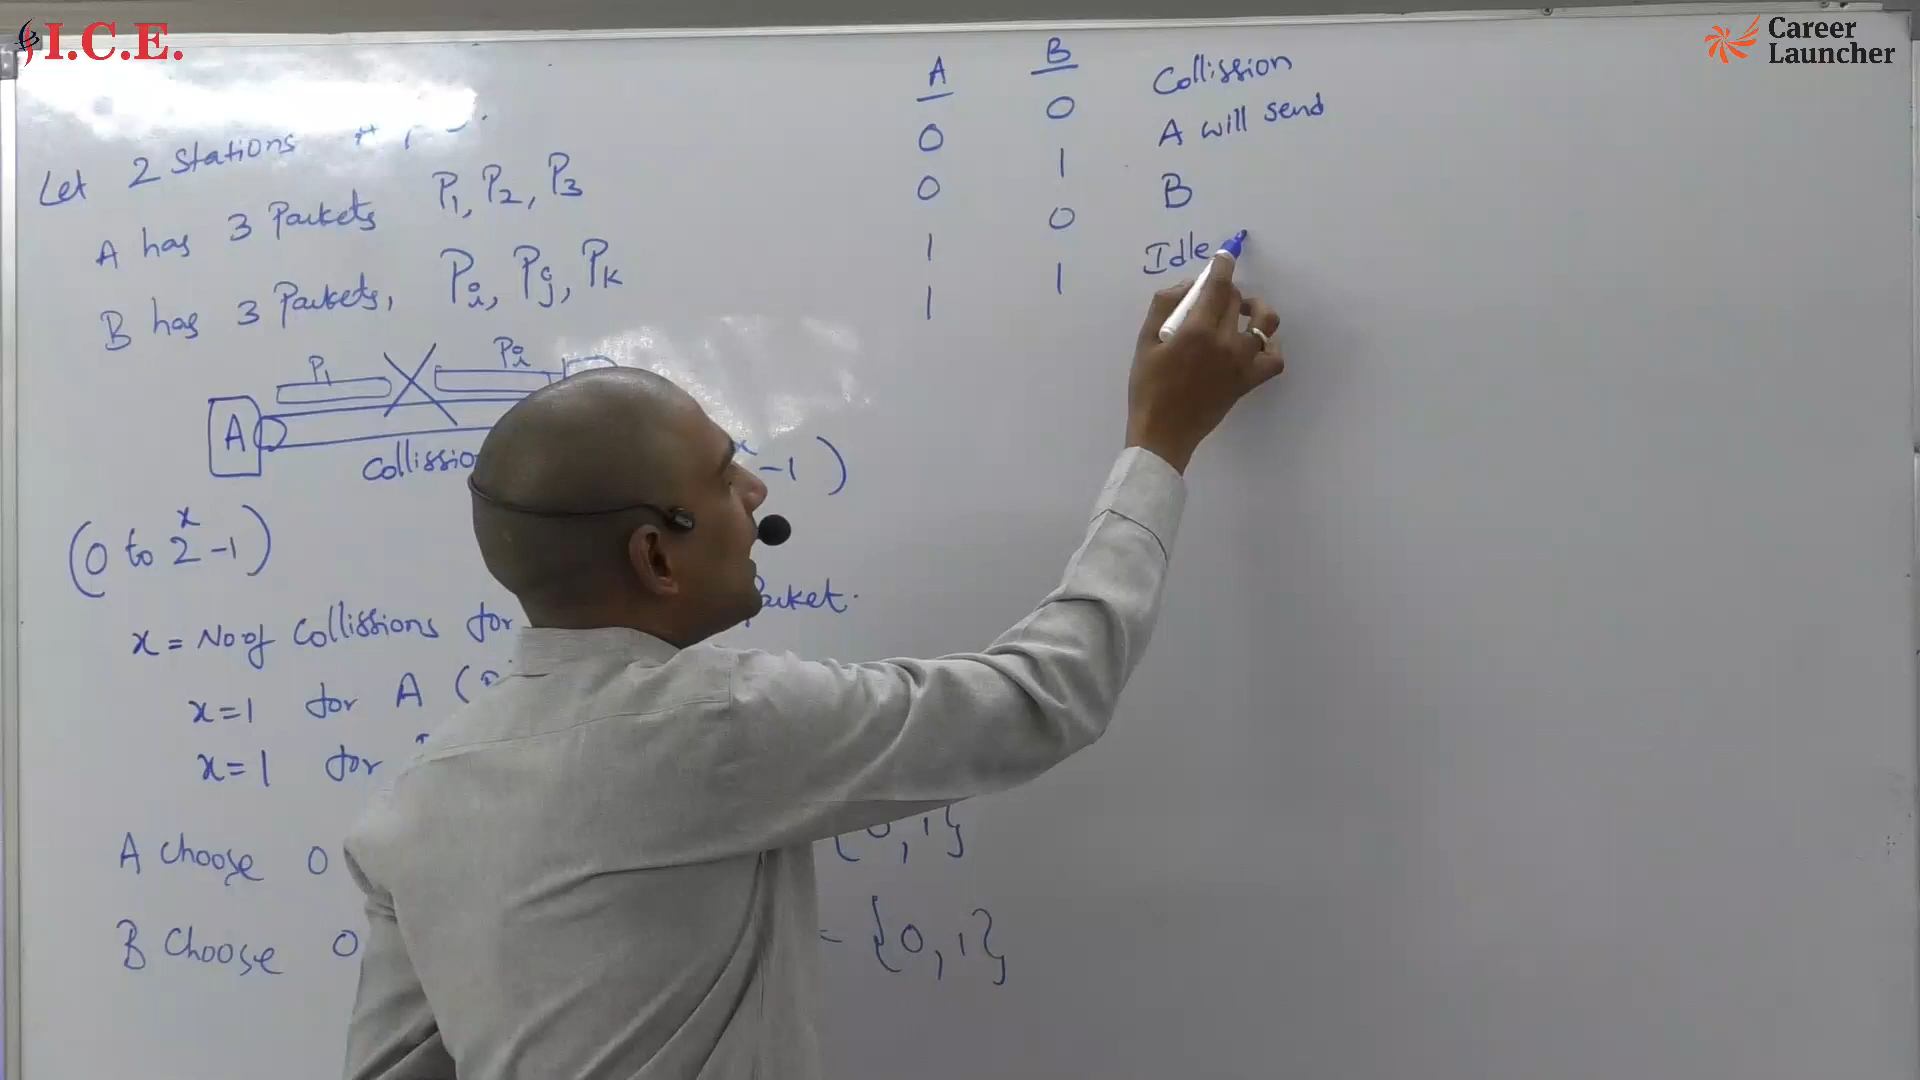 I.C.E.
Career
Launcher
Let 2 Stations
A has 3 Packets P1, P2, P3
B has 3 Packets, Pi, Pj, Pk
P1 Pi
A
Collissio
(0 to 2^x-1)
x-1)
x = No of Collissions for Packet.
x=1 for A (
x=1 for
A Choose 0 {0,1}
B Choose 0 = {0,1}
A B
0 0 Collission
0 1 A will send
1 0 B
1 1 Idle